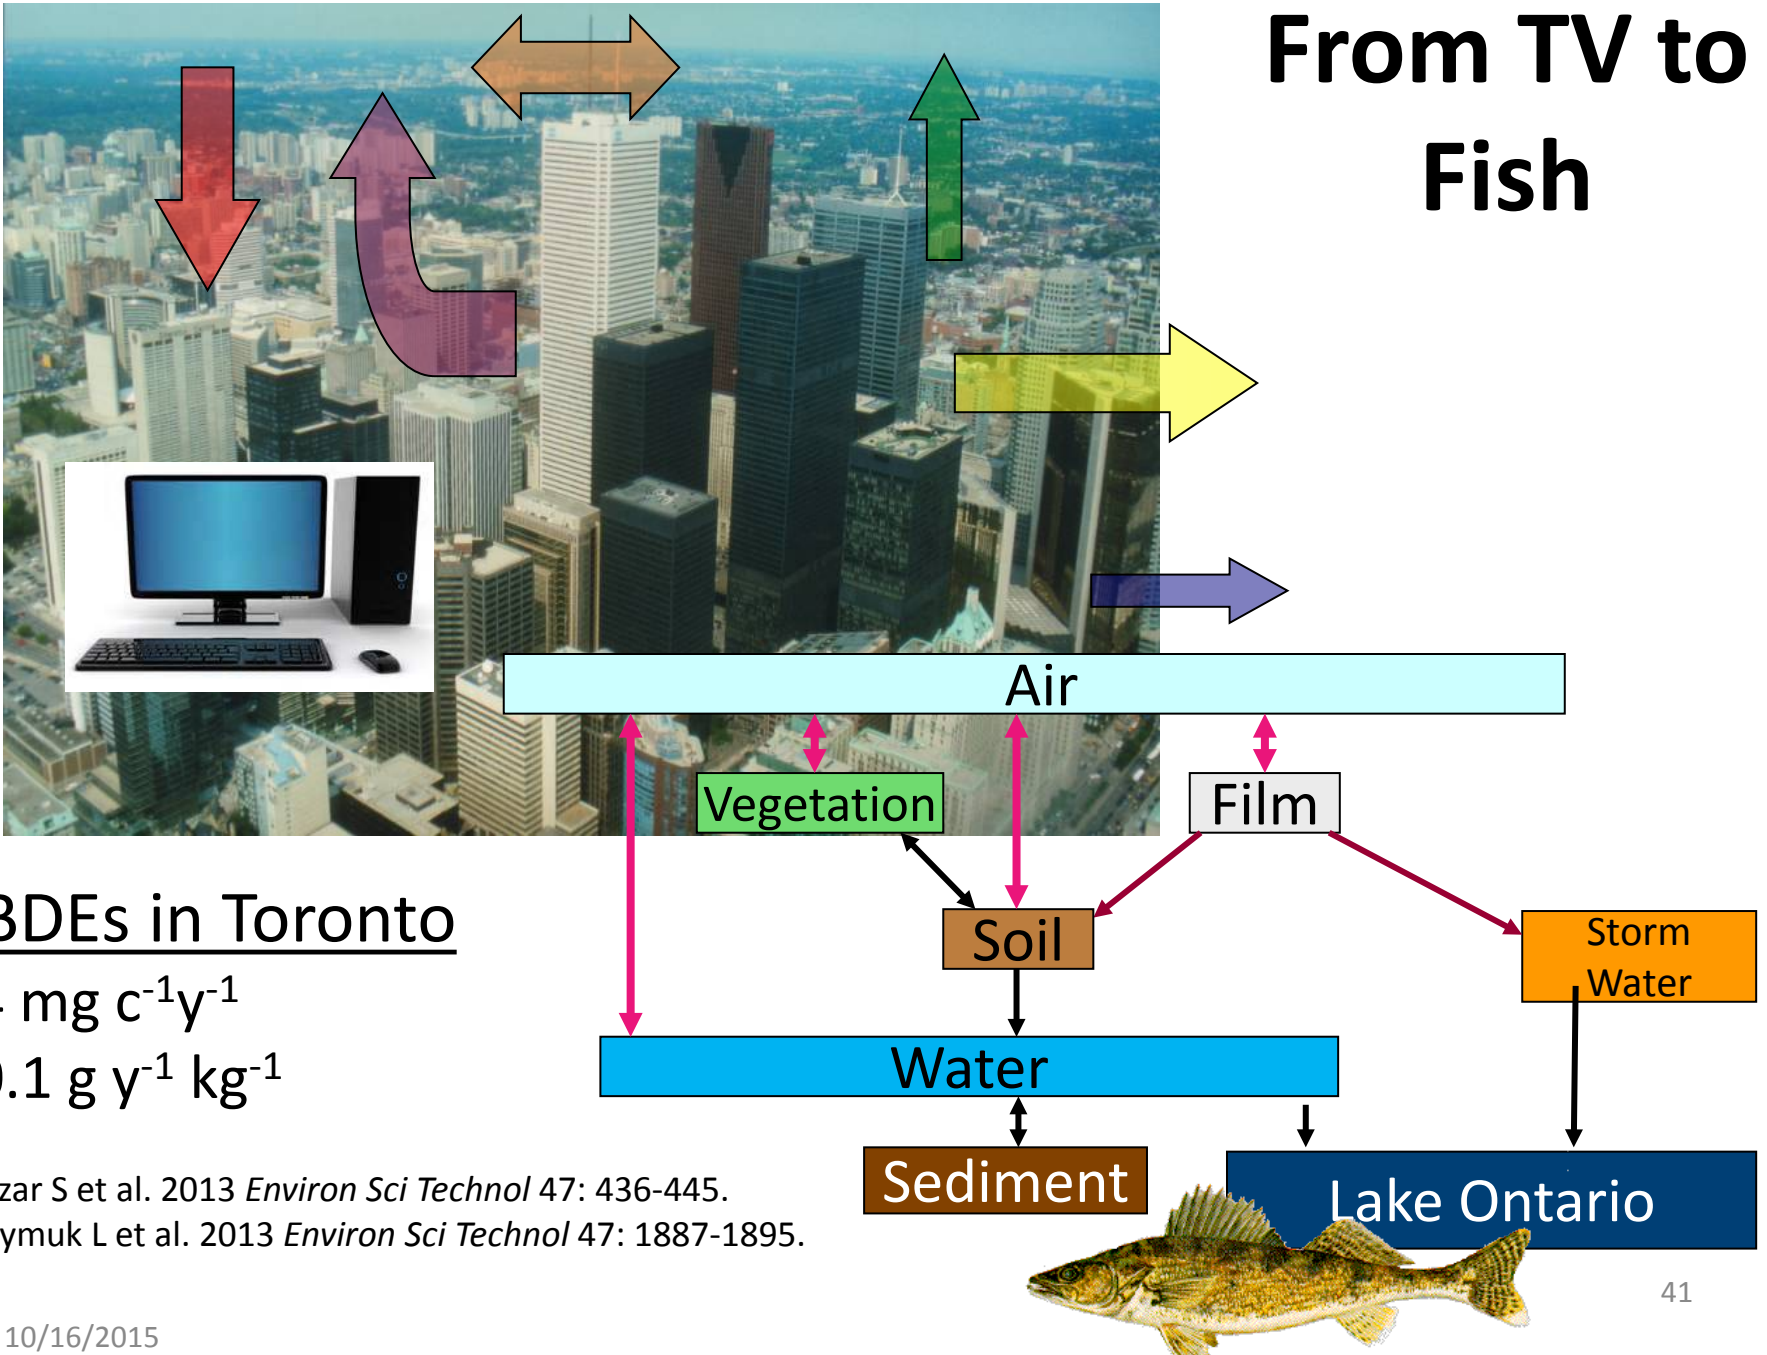 From TV to
Fish
Air
Vegetation
Film
Soil
Storm
Water
Water
Sediment
Lake Ontario
BDEs in Toronto
mg c⁻¹y⁻¹
.1 g y⁻¹ kg⁻¹
zar S et al. 2013 Environ Sci Technol 47: 436-445.
ymuk L et al. 2013 Environ Sci Technol 47: 1887-1895.
41
10/16/2015